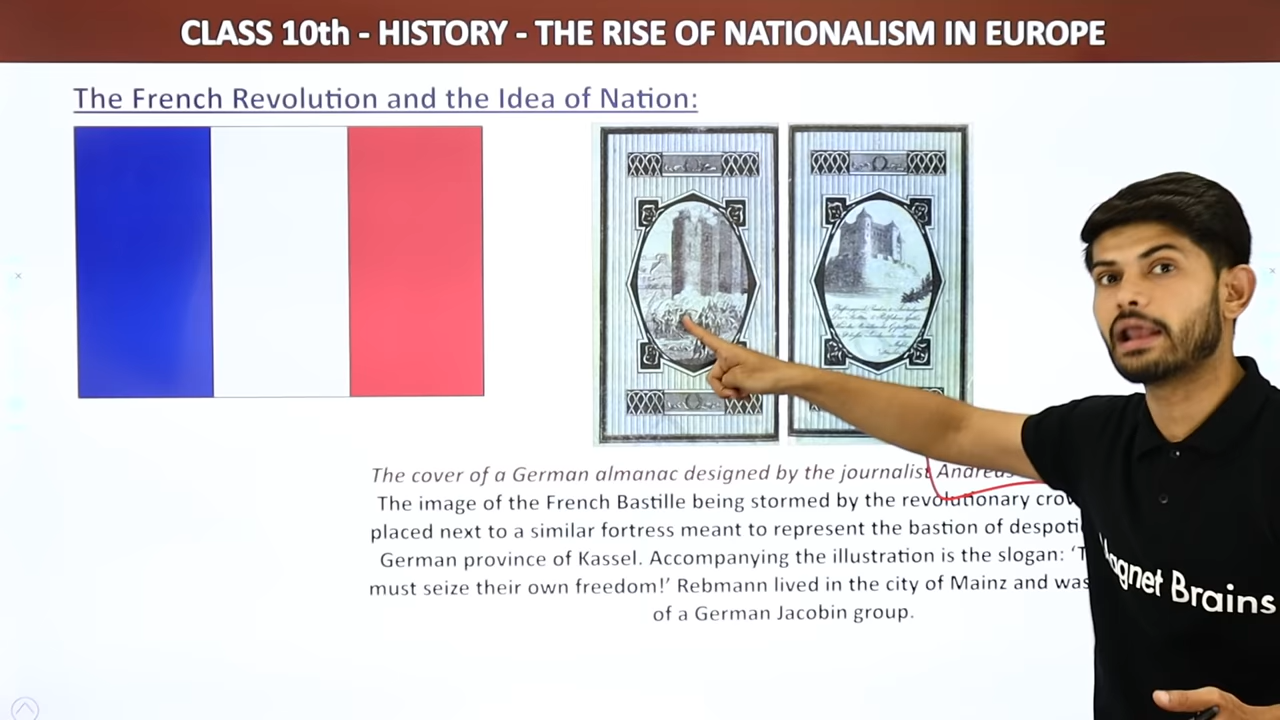 CLASS 10th - HISTORY - THE RISE OF NATIONALISM IN EUROPE
The French Revolution and the Idea of Nation:
The cover of a German almanac designed by the journalist Andreas
The image of the French Bastille being stormed by the revolutionary
placed next to a similar fortress meant to represent the bastion of
German province of Kassel. Accompanying the illustration is the slogan:
must seize their own freedom!’ Rebmann lived in the city of Mainz and was
of a German Jacobin group.
Magnet Brains